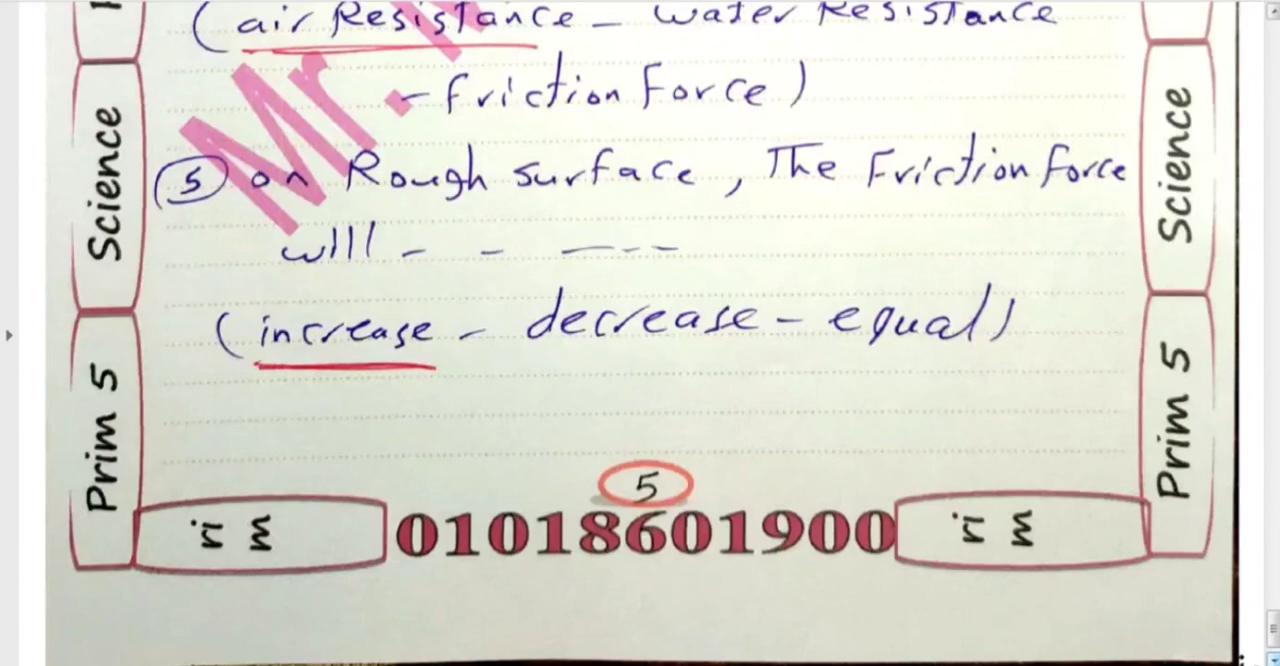 (air Resistance - water Resistance
- friction Force)
5 on Rough surface, The Friction Force
will - - ----
(increase - decrease - equal)
5
01018601900
Science
Prim 5
Science
Prim 5
Mr.